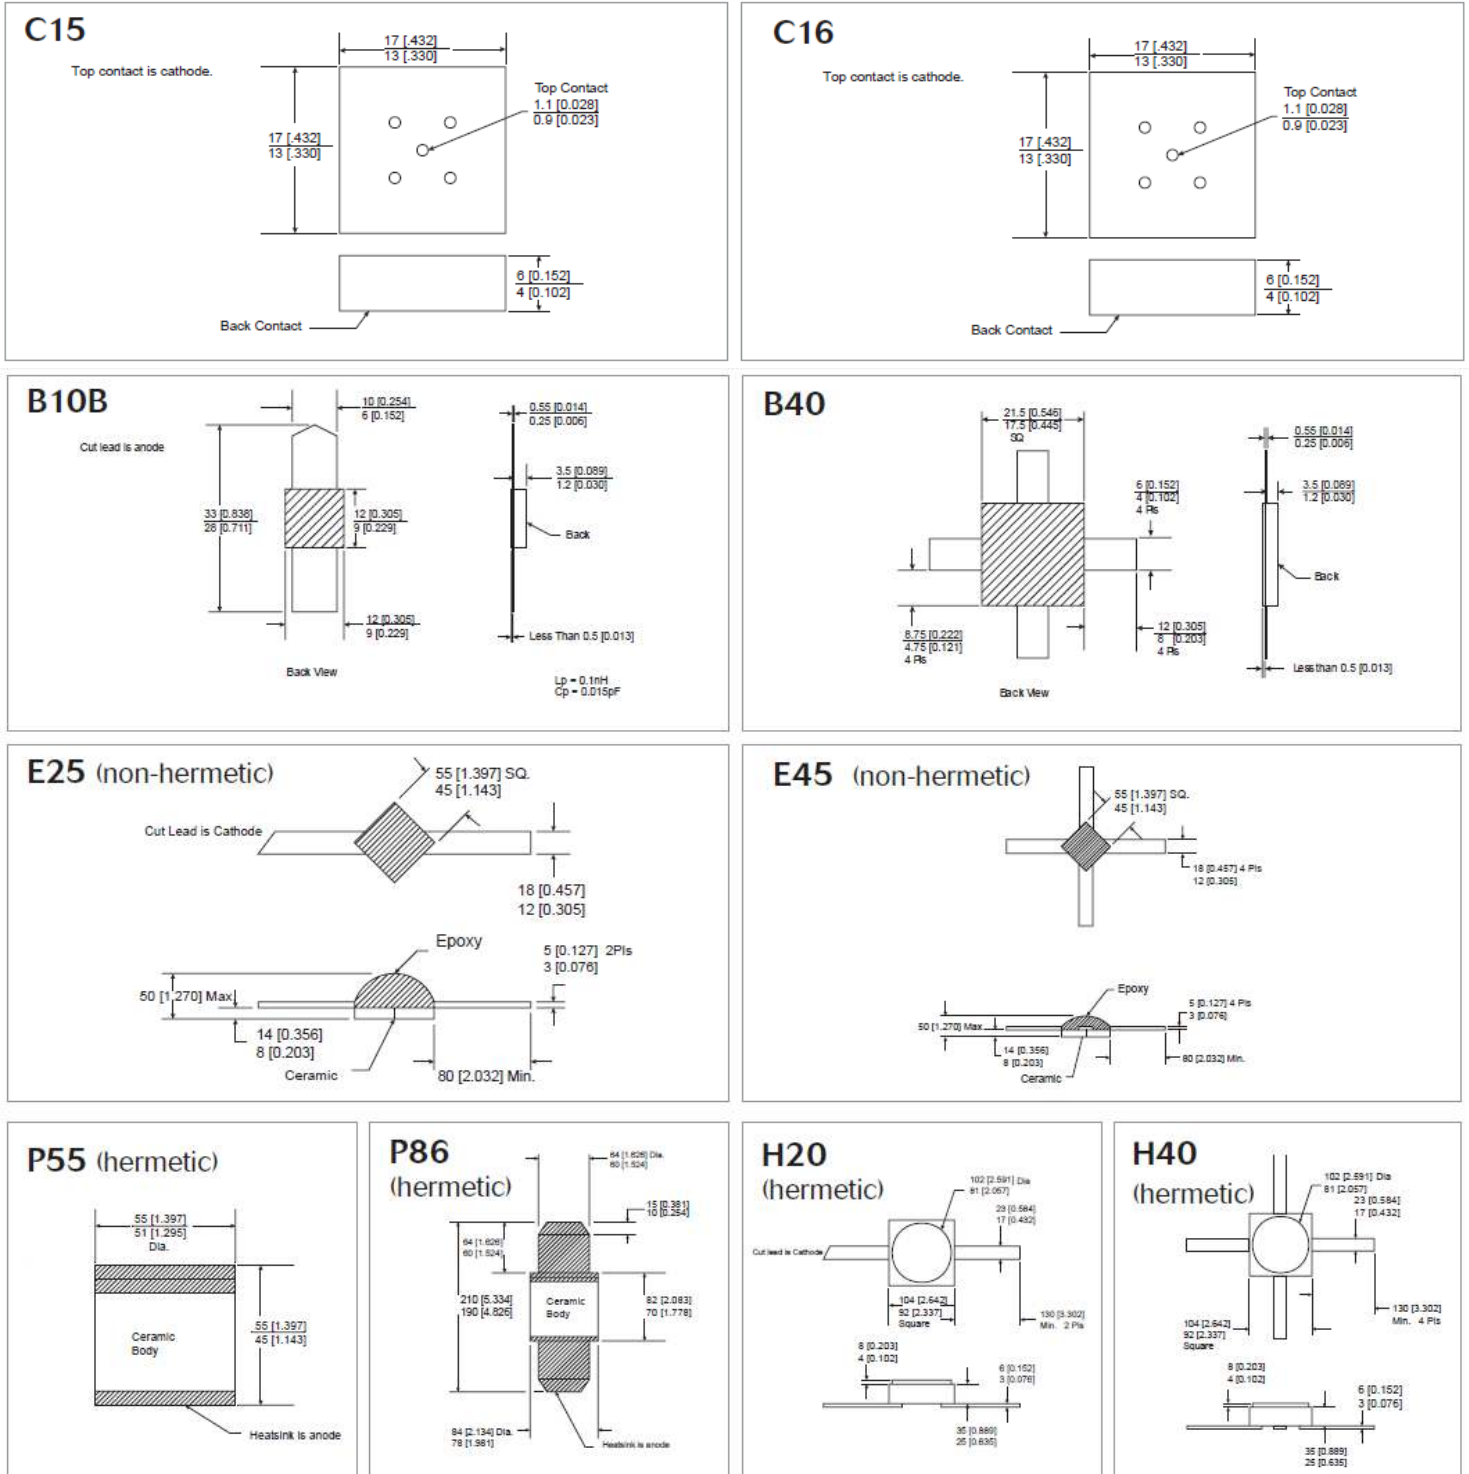 C15
Top contact is cathode.
17 [.432]
13 [.330]
Top Contact
1.1 [0.028]
0.9 [0.023]
17 [.432]
13 [.330]
6 [0.152]
4 [0.102]
Back Contact
C16
Top contact is cathode.
17 [.432]
13 [.330]
Top Contact
1.1 [0.028]
0.9 [0.023]
17 [.432]
13 [.330]
6 [0.152]
4 [0.102]
Back Contact
B10B
Cut lead is anode
10 [0.254]
6 [0.152]
0.55 [0.014]
0.25 [0.006]
3.5 [0.089]
1.2 [0.030]
33 [0.838]
28 [0.711]
12 [0.305]
9 [0.229]
Back
12 [0.305]
9 [0.229]
Less Than 0.5 [0.013]
Back View
Lp = 0.1nH
Cp = 0.015pF
B40
21.5 [0.546]
17.5 [0.445]
SQ
0.55 [0.014]
0.25 [0.006]
6 [0.152]
4 [0.102]
4 Pls
3.5 [0.089]
1.2 [0.030]
Back
8.75 [0.222]
4.75 [0.121]
4 Pls
12 [0.305]
8 [0.203]
4 Pls
Less than 0.5 [0.013]
Back View
E25 (non-hermetic)
55 [1.397] SQ.
45 [1.143]
Cut Lead is Cathode
18 [0.457]
12 [0.305]
Epoxy
5 [0.127] 2Pls
3 [0.076]
50 [1.270] Max.
14 [0.356]
8 [0.203]
Ceramic
80 [2.032] Min.
E45 (non-hermetic)
55 [1.397] SQ.
45 [1.143]
18 [0.457] 4 Pls
12 [0.305]
Epoxy
5 [0.127] 4 Pls
3 [0.076]
50 [1.270] Max
14 [0.356]
8 [0.203]
Ceramic
80 [2.032] Min.
P55 (hermetic)
55 [1.397]
51 [1.295]
Dia.
Ceramic
Body
55 [1.397]
45 [1.143]
Heatsink is anode
P86
(hermetic)
64 [1.626] Dia.
60 [1.524]
15 [0.381]
10 [0.254]
64 [1.626]
60 [1.524]
210 [5.334]
190 [4.826]
Ceramic
Body
82 [2.083]
70 [1.778]
84 [2.134] Dia.
78 [1.981]
Heatsink is anode
H20
(hermetic)
102 [2.591] Dia
81 [2.057]
23 [0.584]
17 [0.432]
Cut lead is Cathode
104 [2.642]
92 [2.337]
Square
130 [3.302]
Min. 2 Pls
8 [0.203]
4 [0.102]
6 [0.152]
3 [0.076]
35 [0.889]
25 [0.635]
H40
(hermetic)
102 [2.591] Dia
81 [2.057]
23 [0.584]
17 [0.432]
130 [3.302]
Min. 4 Pls
104 [2.642]
92 [2.337]
Square
8 [0.203]
4 [0.102]
6 [0.152]
3 [0.076]
35 [0.889]
25 [0.635]